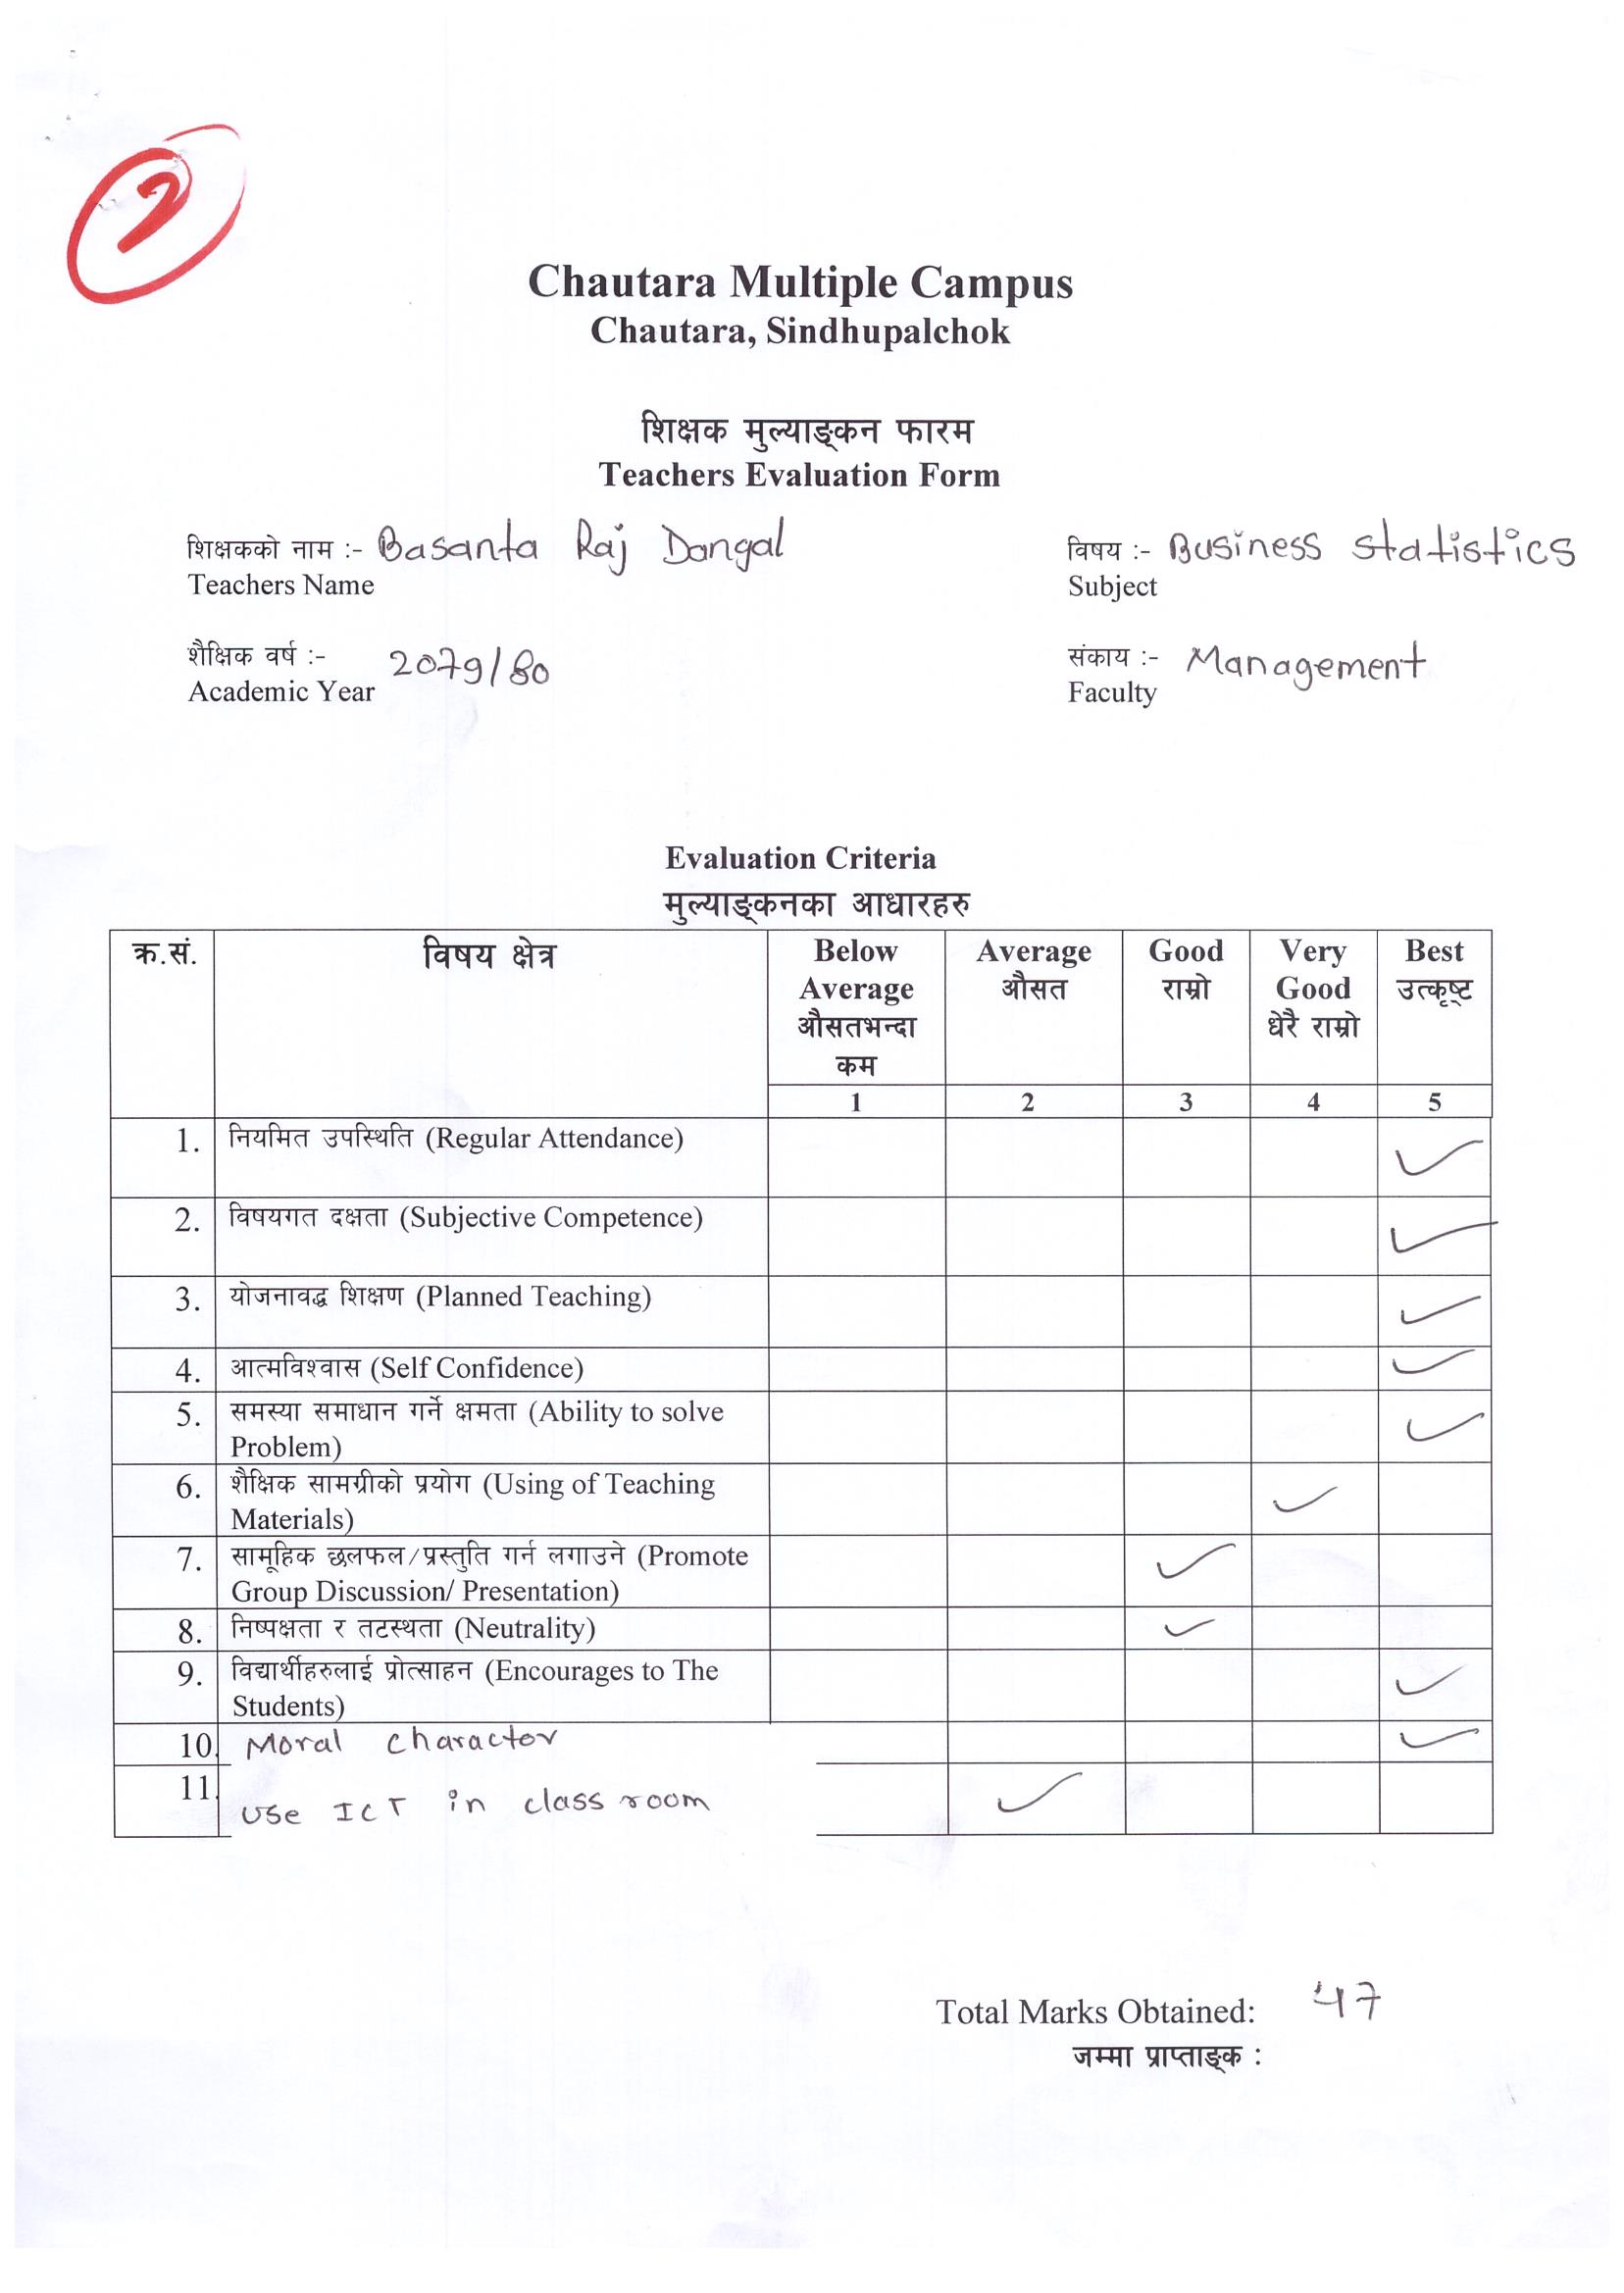 २
Chautara Multiple Campus
Chautara, Sindhupalchok
शिक्षक मुल्याङ्कन फारम
Teachers Evaluation Form
शिक्षकको नाम :- Basanta Raj Dangal
Teachers Name
विषय :- Business statistics
Subject
शैक्षिक वर्ष :- 2079/80
Academic Year
संकाय :- Management
Faculty
Evaluation Criteria
मुल्याङ्कनका आधारहरु
क्र.सं. विषय क्षेत्र Below Average औसतभन्दा कम Average औसत Good राम्रो Very Good धेरै राम्रो Best उत्कृष्ट
1 2 3 4 5
1. नियमित उपस्थिति (Regular Attendance) ✓
2. विषयगत दक्षता (Subjective Competence) ✓
3. योजनावद्ध शिक्षण (Planned Teaching) ✓
4. आत्मविश्वास (Self Confidence) ✓
5. समस्या समाधान गर्ने क्षमता (Ability to solve
Problem) ✓
6. शैक्षिक सामग्रीको प्रयोग (Using of Teaching
Materials) ✓
7. सामूहिक छलफल/प्रस्तुति गर्न लगाउने (Promote
Group Discussion/ Presentation) ✓
8. निष्पक्षता र तटस्थता (Neutrality) ✓
9. विद्यार्थीहरुलाई प्रोत्साहन (Encourages to The
Students) ✓
10. Moral charactor ✓
11. Use ICT in class room ✓
Total Marks Obtained: 47
जम्मा प्राप्ताङ्क :